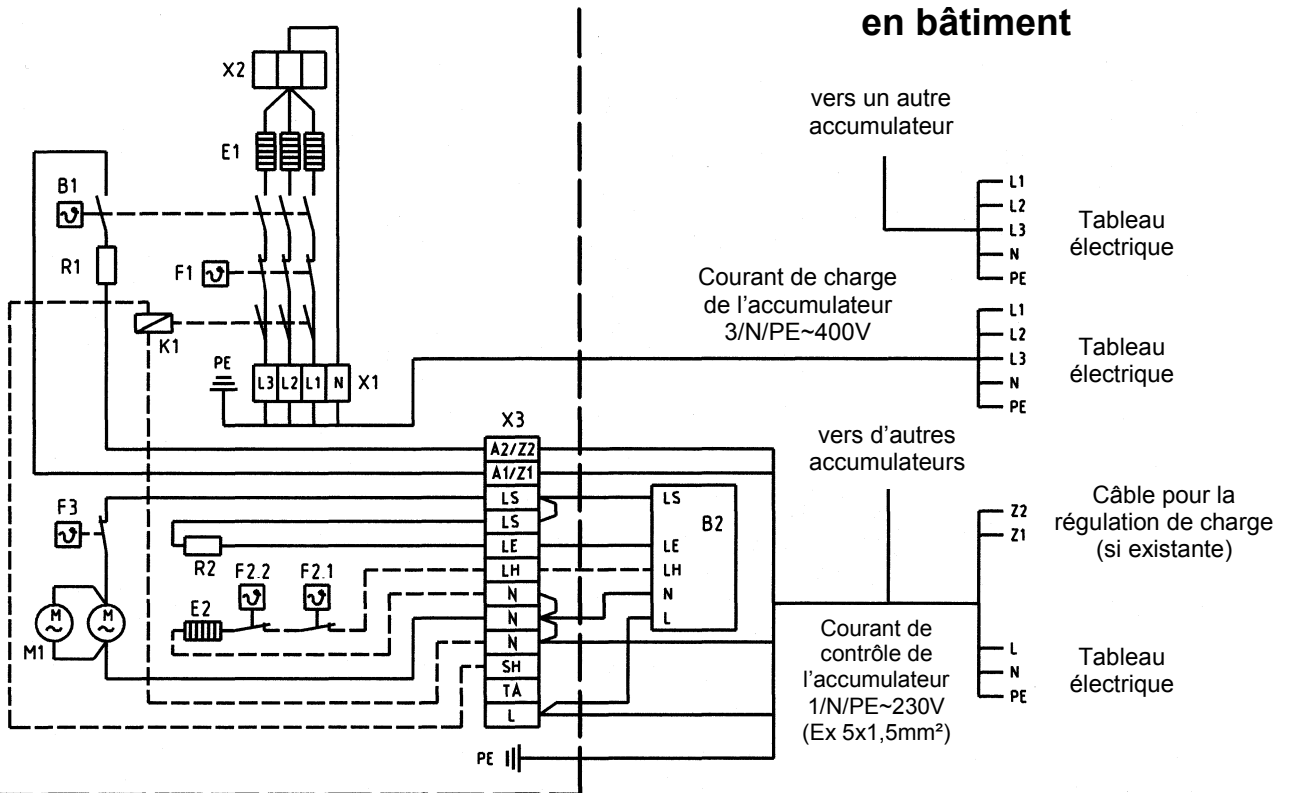 en bâtiment
X2
E1
B1
R1
F1
K1
PE
L3 L2 L1 N X1
vers un autre
accumulateur
L1
L2
L3
N
PE
Tableau
électrique
Courant de charge
de l’accumulateur
3/N/PE~400V
L1
L2
L3
N
PE
Tableau
électrique
X3
A2/Z2
A1/Z1
LS
LS
LE
LH
N
N
N
SH
TA
L
PE
F3
M
M
M1
R2
F2.2
F2.1
E2
LS
B2
LE
LH
N
L
vers d’autres
accumulateurs
Z2
Z1
Câble pour la
régulation de charge
(si existante)
Courant de
contrôle de
l’accumulateur
1/N/PE~230V
(Ex 5x1,5mm²)
L
N
PE
Tableau
électrique